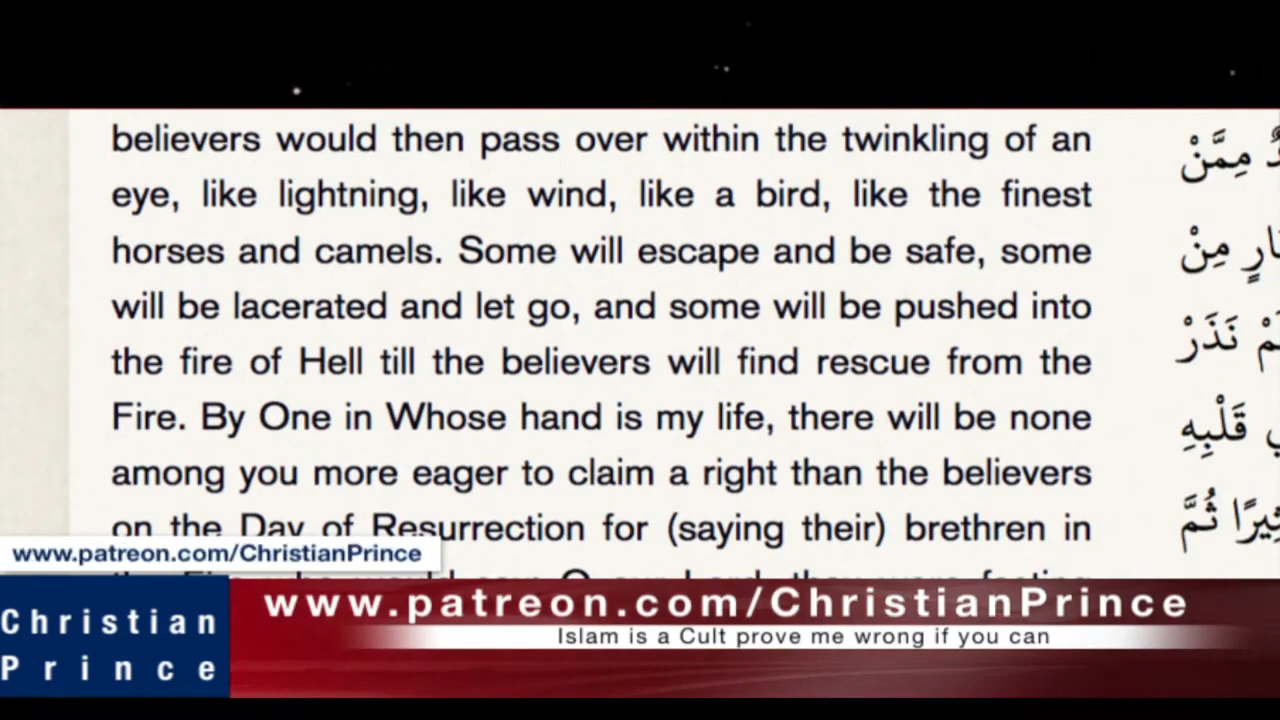 believers would then pass over within the twinkling of an
eye, like lightning, like wind, like a bird, like the finest
horses and camels. Some will escape and be safe, some
will be lacerated and let go, and some will be pushed into
the fire of Hell till the believers will find rescue from the
Fire. By One in Whose hand is my life, there will be none
among you more eager to claim a right than the believers
on the Day of Resurrection for (saying their) brethren in
مِمَّنْ
مِنْ
نَذَرْ
قَلْبِهِ
ثُمَّ
www.patreon.com/ChristianPrince
Christian
Prince
www.patreon.com/ChristianPrince
Islam is a Cult prove me wrong if you can